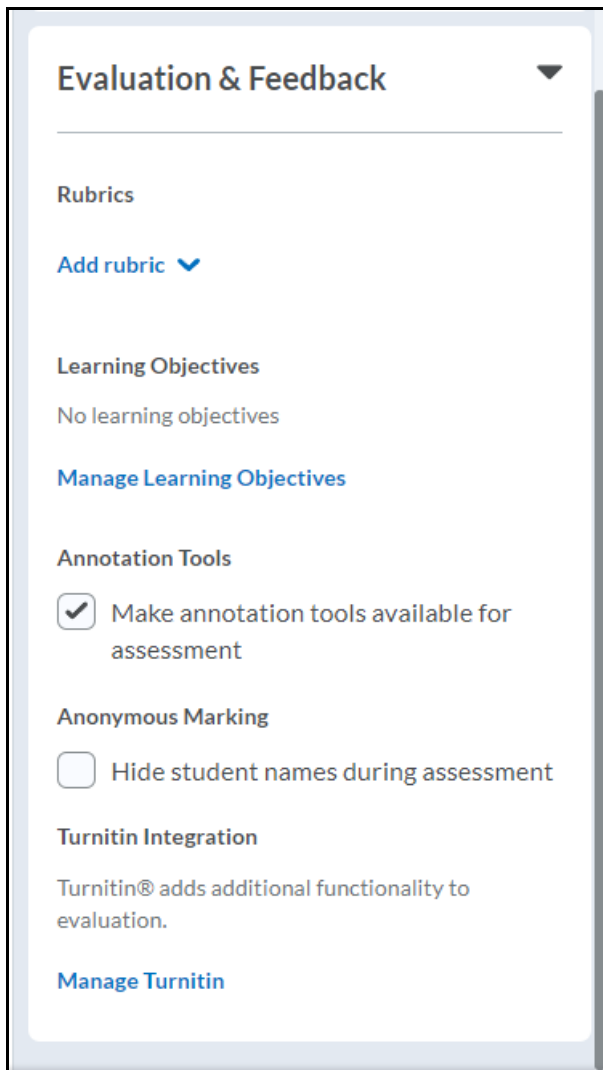 Evaluation & Feedback
Rubrics
Add rubric
Learning Objectives
No learning objectives
Manage Learning Objectives
Annotation Tools
Make annotation tools available for
assessment
Anonymous Marking
Hide student names during assessment
Turnitin Integration
Turnitin® adds additional functionality to
evaluation.
Manage Turnitin